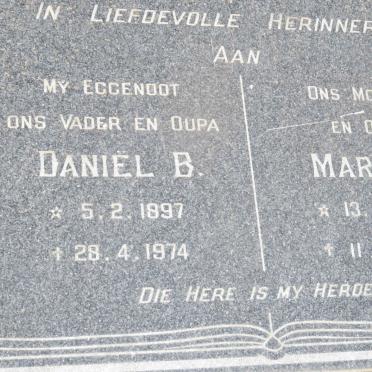 IN LIEFDEVOLLE HERINNER
AAN
MY EGGENOOT
ONS VADER EN OUPA
DANIËL B.
☆ 5.2.1897
✝ 28.4.1974
ONS MO
EN O
MAR
☆ 13.
✝ 11
DIE HERE IS MY HERDE